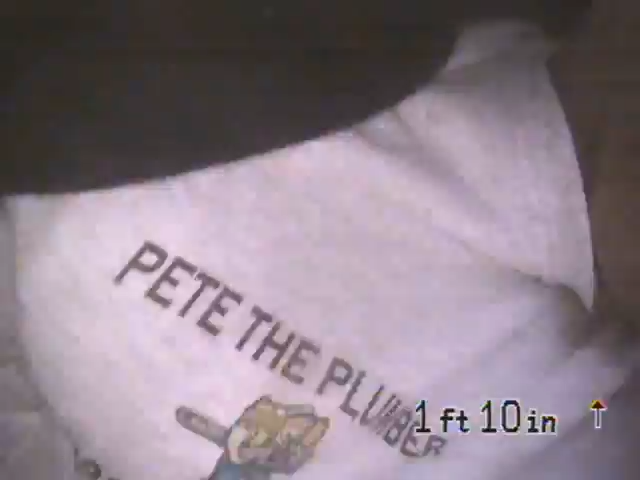 PETE THE PLUMBER
1 ft 10 in ↑